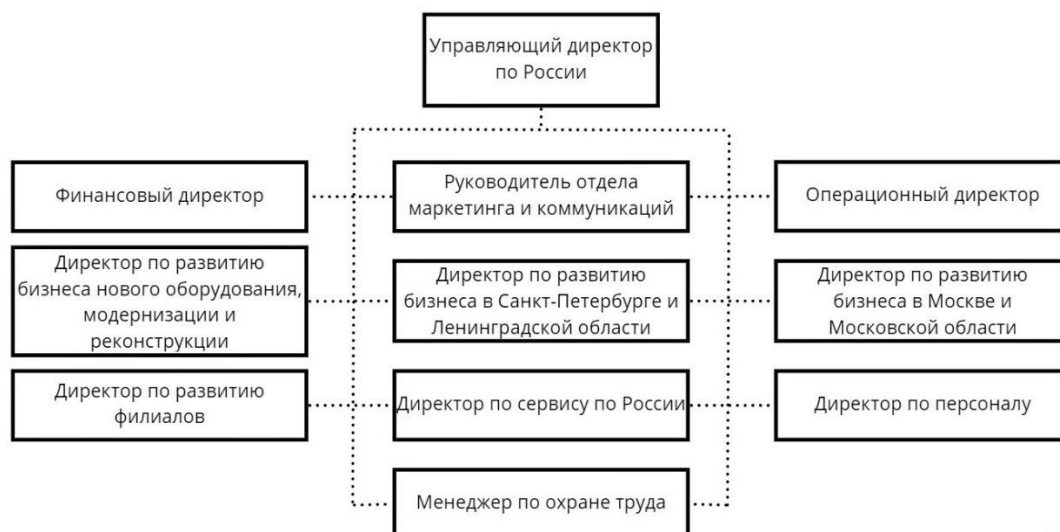 Управляющий директор
по России
Финансовый директор
Руководитель отдела
маркетинга и коммуникаций
Операционный директор
Директор по развитию
бизнеса нового оборудования,
модернизации и
реконструкции
Директор по развитию
бизнеса в Санкт-Петербурге и
Ленинградской области
Директор по развитию
бизнеса в Москве и
Московской области
Директор по развитию
филиалов
Директор по сервису по России
Директор по персоналу
Менеджер по охране труда